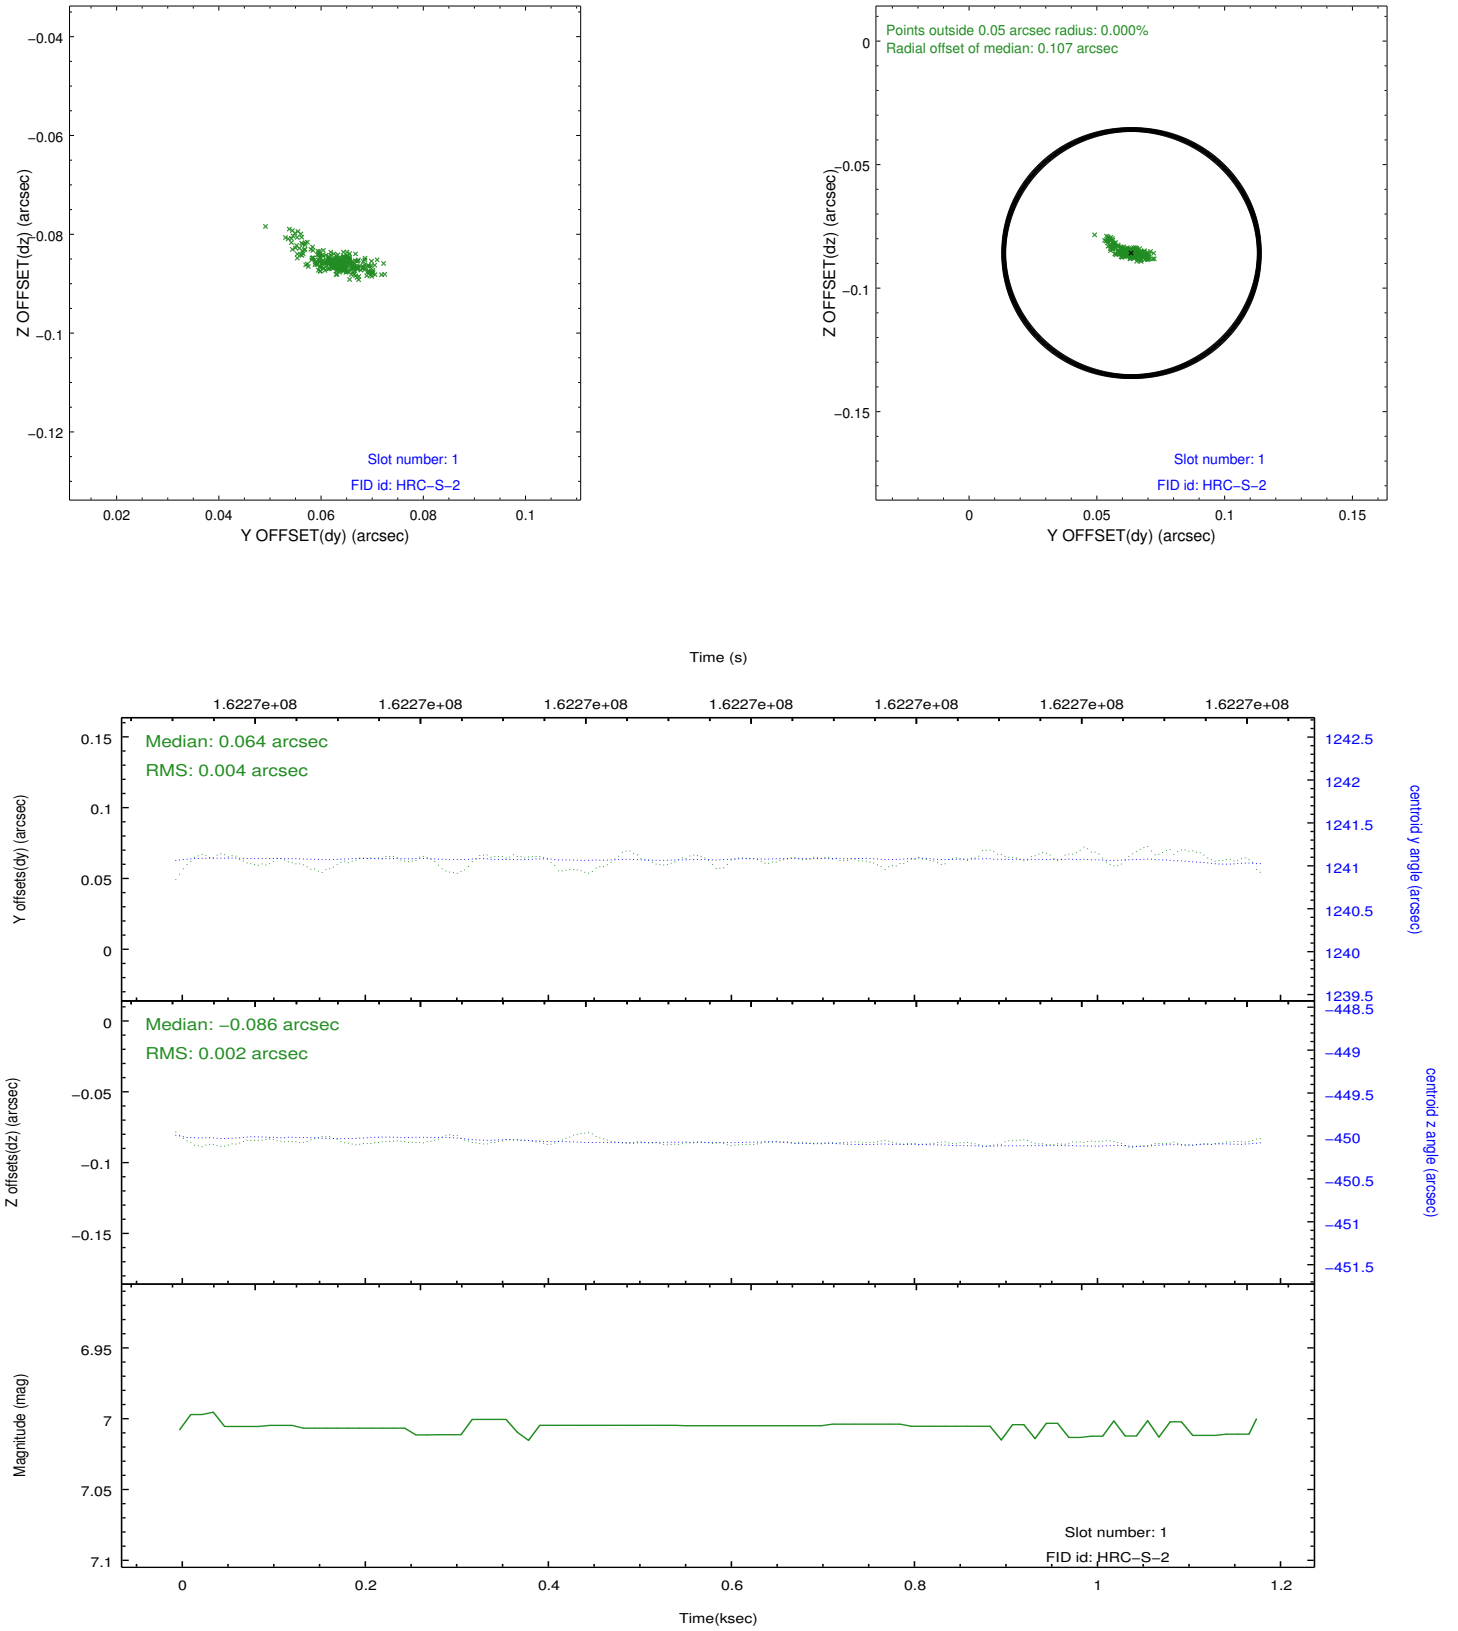 −0.04
−0.06
−0.08
−0.1
−0.12
Z OFFSET(dz) (arcsec)
Slot number: 1
FID id: HRC−S−2
0.02 0.04 0.06 0.08 0.1
Y OFFSET(dy) (arcsec)
Points outside 0.05 arcsec radius: 0.000%
Radial offset of median: 0.107 arcsec
0
−0.05
−0.1
−0.15
Z OFFSET(dz) (arcsec)
Slot number: 1
FID id: HRC−S−2
0 0.05 0.1 0.15
Y OFFSET(dy) (arcsec)
Time (s)
1.6227e+08 1.6227e+08 1.6227e+08 1.6227e+08 1.6227e+08 1.6227e+08 1.6227e+08
Median: 0.064 arcsec
RMS: 0.004 arcsec
0.15
0.1
0.05
0
Y offsets(dy) (arcsec)
1242.5
1242
1241.5
1241
1240.5
1240
1239.5
centroid y angle (arcsec)
Median: −0.086 arcsec
RMS: 0.002 arcsec
0
−0.05
−0.1
−0.15
Z offsets(dz) (arcsec)
−448.5
−449
−449.5
−450
−450.5
−451
−451.5
centroid z angle (arcsec)
6.95
7
7.05
7.1
Magnitude (mag)
Slot number: 1
FID id: HRC−S−2
0 0.2 0.4 0.6 0.8 1 1.2
Time(ksec)